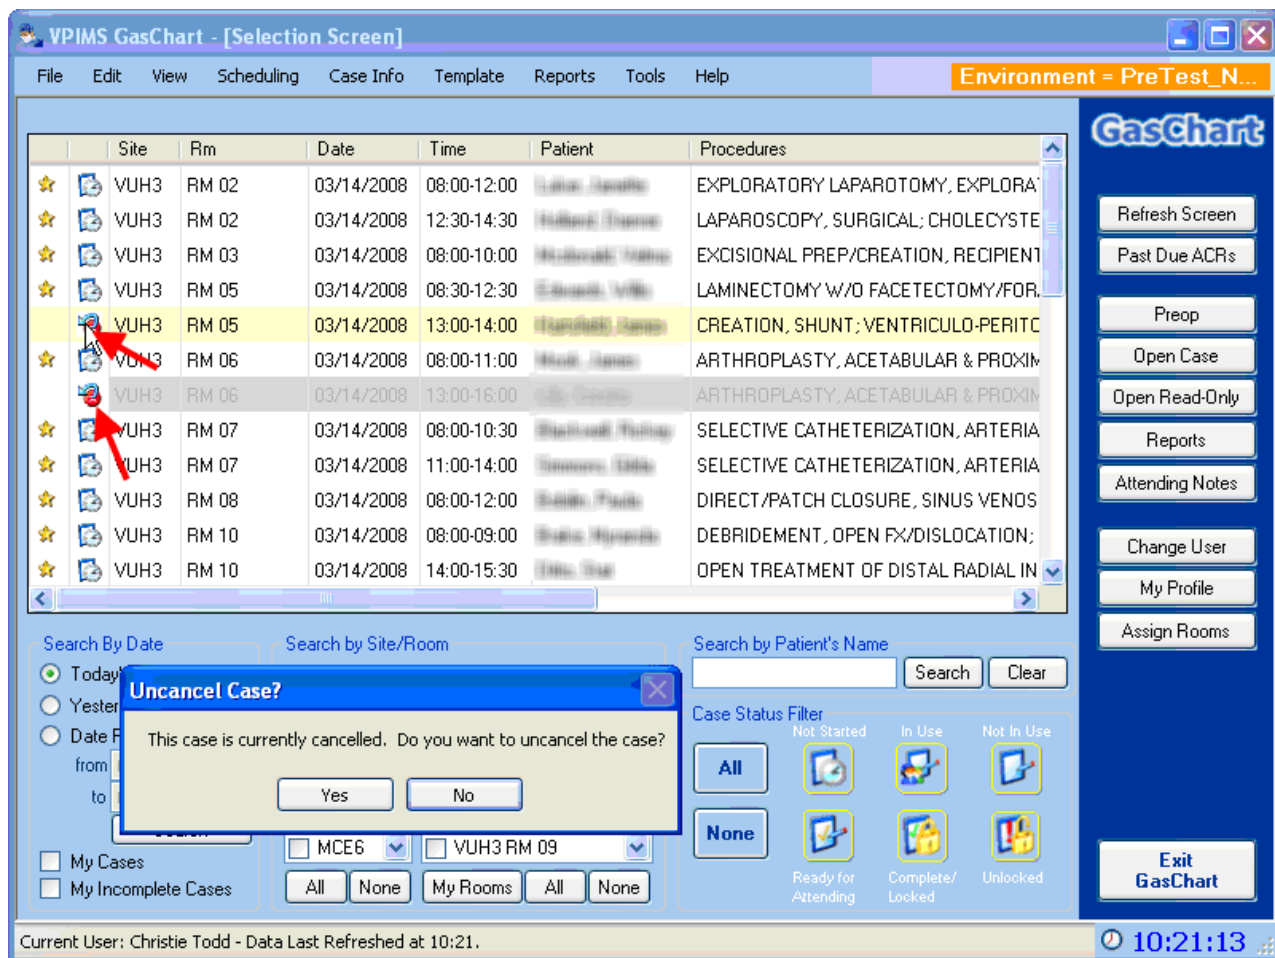 VPIMS GasChart - [Selection Screen]
File Edit View Scheduling Case Info Template Reports Tools Help Environment = PreTest_N...
GasChart
Site Rm Date Time Patient Procedures
VUH3 RM 02 03/14/2008 08:00-12:00 EXPLORATORY LAPAROTOMY, EXPLORAT
VUH3 RM 02 03/14/2008 12:30-14:30 LAPAROSCOPY, SURGICAL; CHOLECYSTE
VUH3 RM 03 03/14/2008 08:00-10:00 EXCISIONAL PREP/CREATION, RECIPIENT
VUH3 RM 05 03/14/2008 08:30-12:30 LAMINECTOMY W/O FACETECTOMY/FOR
VUH3 RM 05 03/14/2008 13:00-14:00 CREATION, SHUNT; VENTRICULO-PERITO
VUH3 RM 06 03/14/2008 08:00-11:00 ARTHROPLASTY, ACETABULAR & PROXIM
VUH3 RM 06 03/14/2008 13:00-16:00 ARTHROPLASTY, ACETABULAR & PROXIM
VUH3 RM 07 03/14/2008 08:00-10:30 SELECTIVE CATHETERIZATION, ARTERIA
VUH3 RM 07 03/14/2008 11:00-14:00 SELECTIVE CATHETERIZATION, ARTERIA
VUH3 RM 08 03/14/2008 08:00-12:00 DIRECT/PATCH CLOSURE, SINUS VENOS
VUH3 RM 10 03/14/2008 08:00-09:00 DEBRIDEMENT, OPEN FX/DISLOCATION;
VUH3 RM 10 03/14/2008 14:00-15:30 OPEN TREATMENT OF DISTAL RADIAL IN
Refresh Screen
Past Due ACRs
Preop
Open Case
Open Read-Only
Reports
Attending Notes
Change User
My Profile
Assign Rooms
Exit
GasChart
Search By Date
Today'
Yester
Date
from
to
My Cases
My Incomplete Cases
Search by Site/Room
MCE6 VUH3 RM 09
All None My Rooms All None
Uncancel Case?
This case is currently cancelled. Do you want to uncancel the case?
Yes No
Search by Patient's Name
Search Clear
Case Status Filter
Not Started In Use Not In Use
All
None
Ready for
Attending
Complete/
Locked
Unlocked
Current User: Christie Todd - Data Last Refreshed at 10:21.
10:21:13